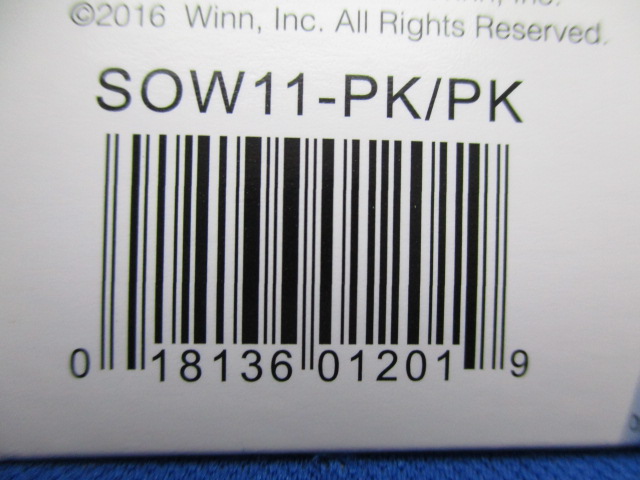 ©2016 Winn, Inc. All Rights Reserved.
SOW11-PK/PK
0 18136 01201 9